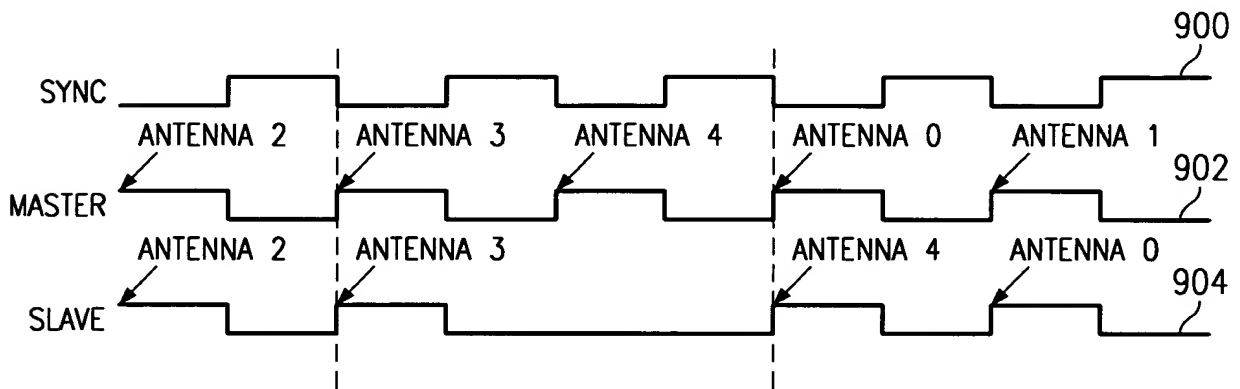 900
SYNC
ANTENNA 2 ANTENNA 3 ANTENNA 4 ANTENNA 0 ANTENNA 1
902
MASTER
ANTENNA 2 ANTENNA 3 ANTENNA 4 ANTENNA 0
904
SLAVE